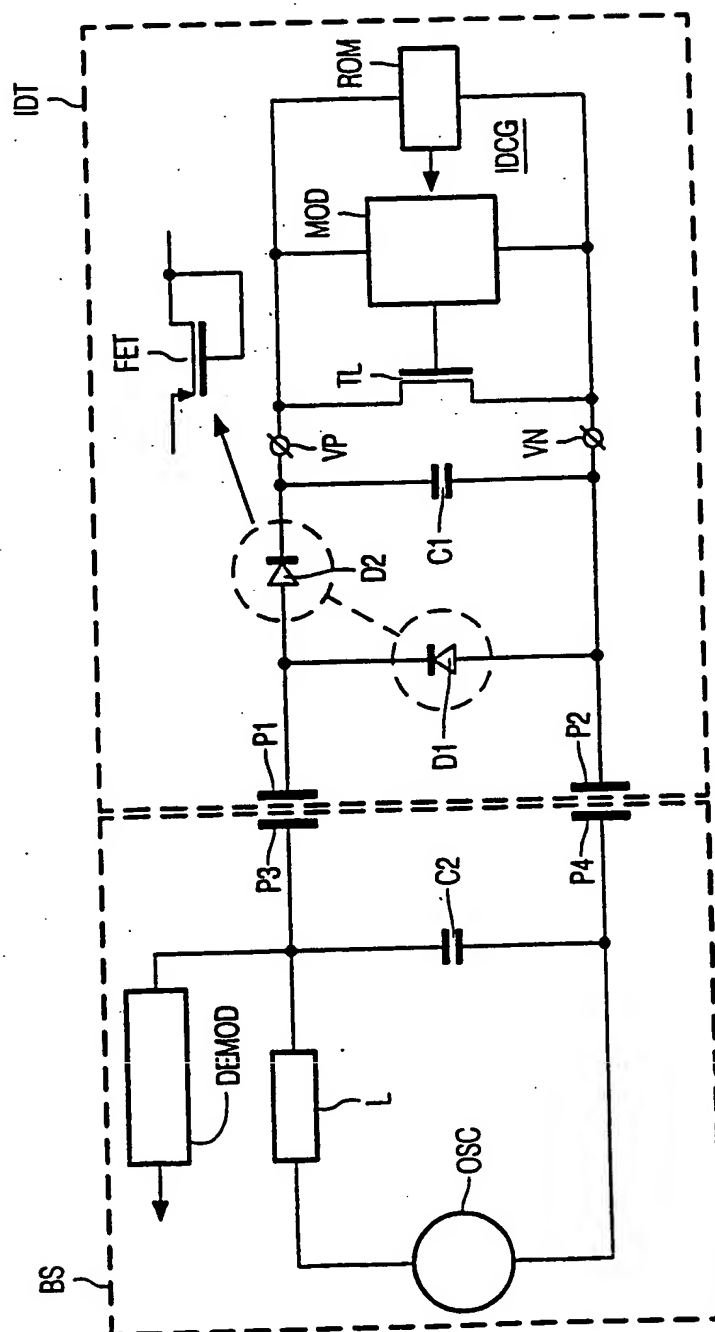 BS
IDT
DEMOD
FET
ROM
MOD
IDCG
P3
P1
D2
VP
TL
L
C2
D1
C1
OSC
P4
P2
VN